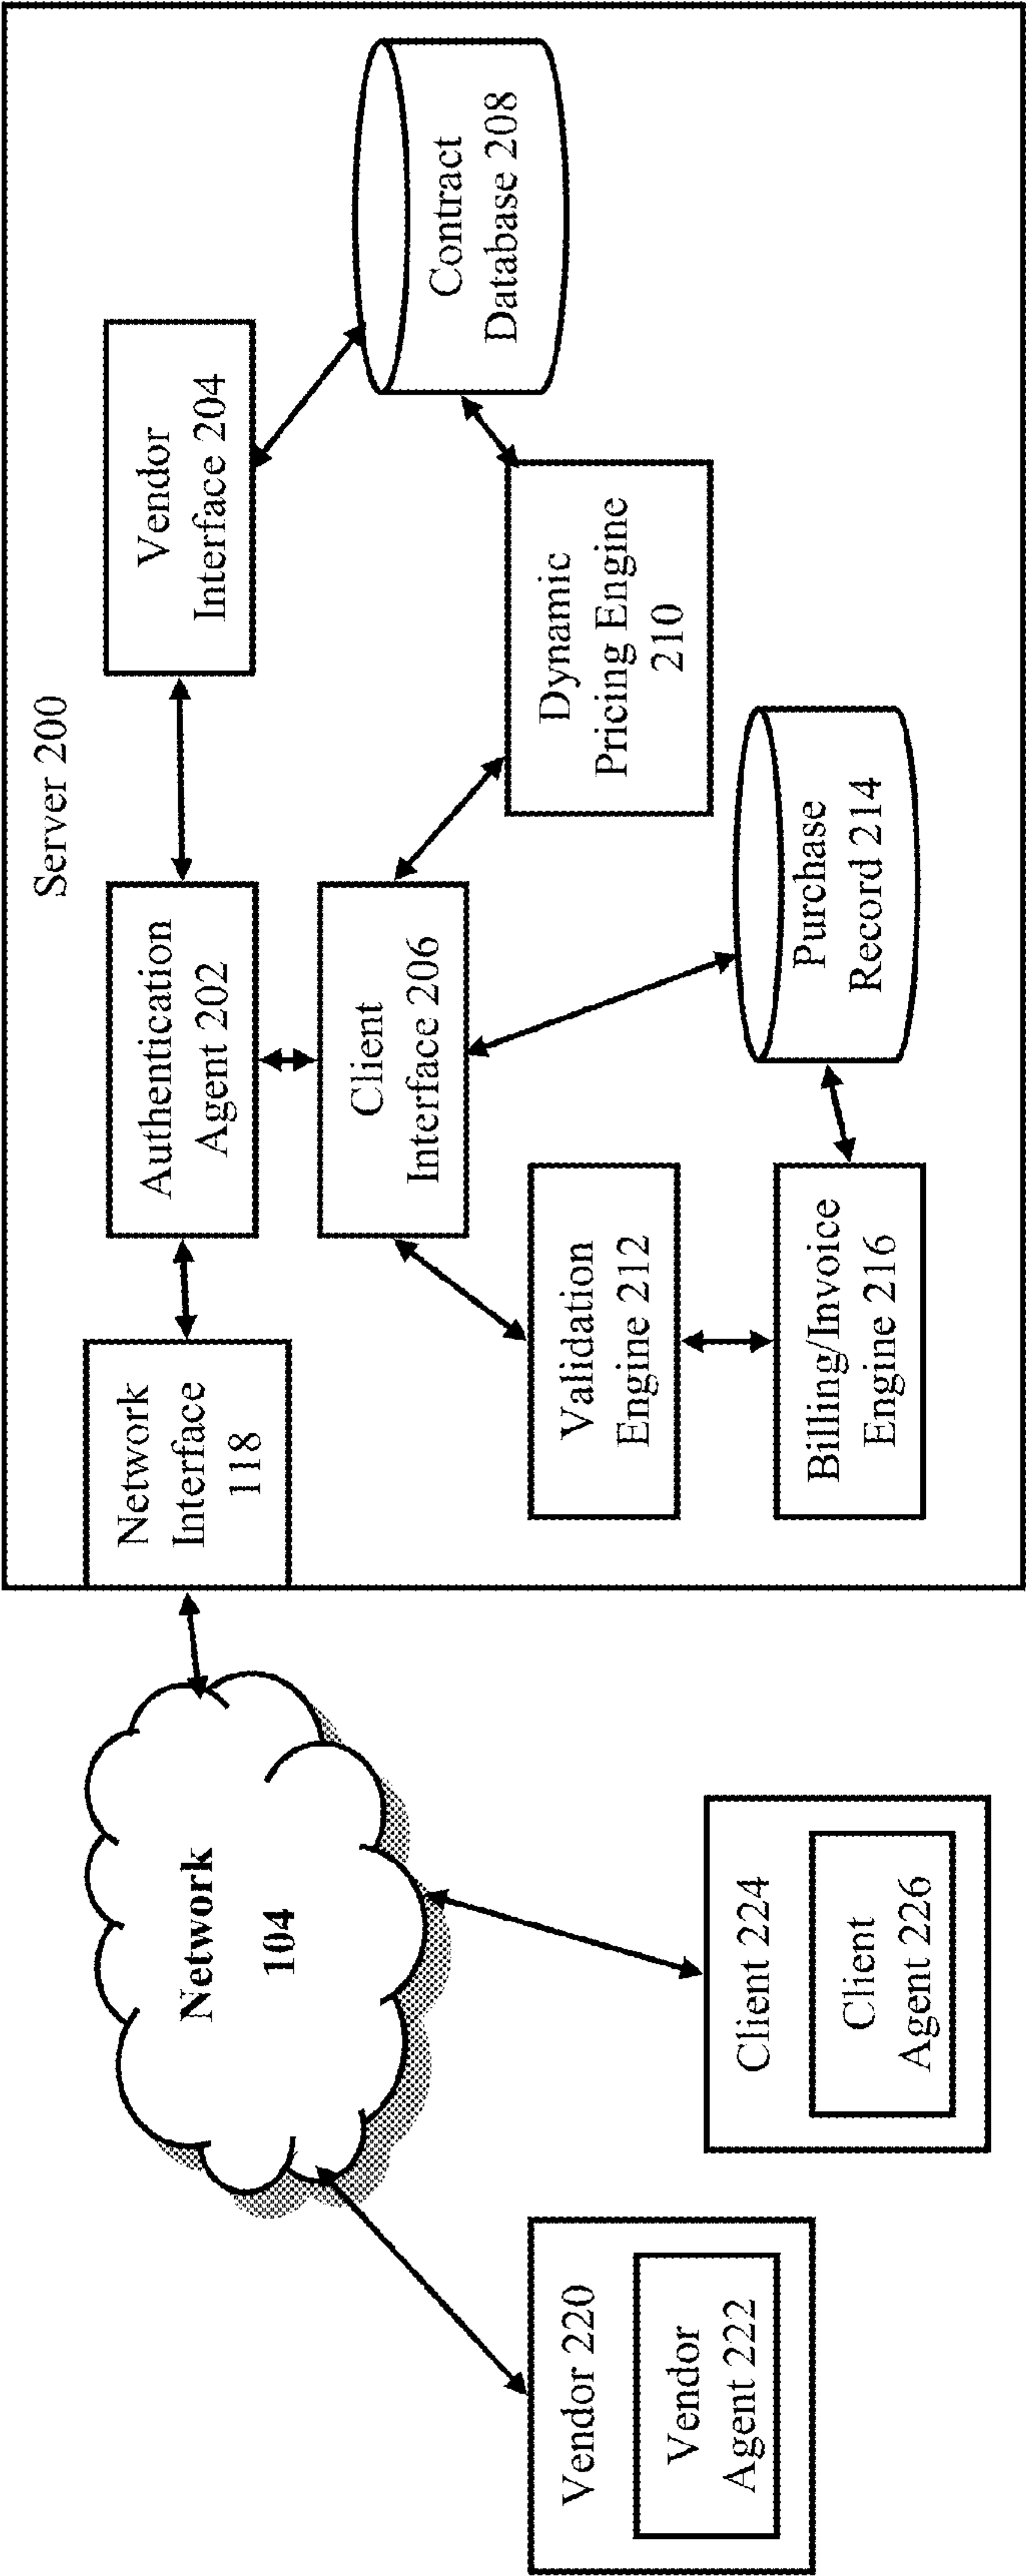 Server 200
Network
Interface
118
Authentication
Agent 202
Vendor
Interface 204
Client
Interface 206
Contract
Database 208
Dynamic
Pricing Engine
210
Validation
Engine 212
Purchase
Record 214
Billing/Invoice
Engine 216
Network
104
Vendor 220
Vendor
Agent 222
Client 224
Client
Agent 226